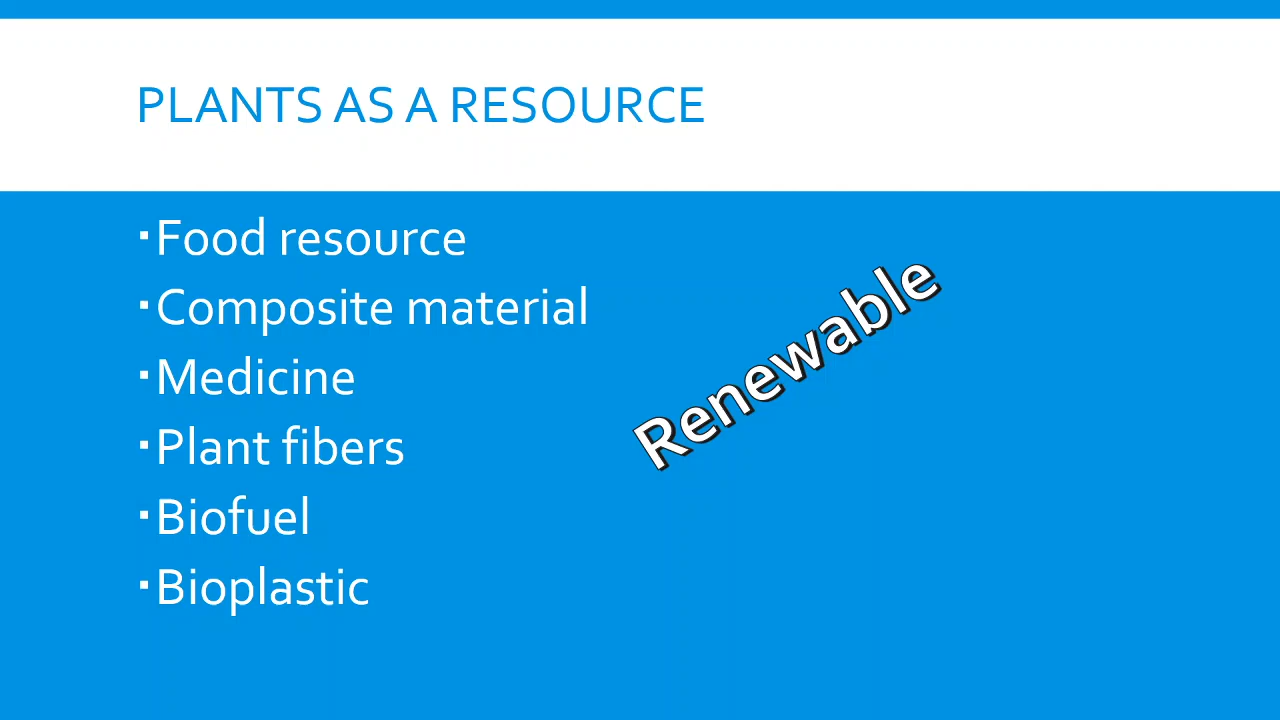 PLANTS AS A RESOURCE
▪Food resource
▪Composite material
▪Medicine
▪Plant fibers
▪Biofuel
▪Bioplastic
Renewable